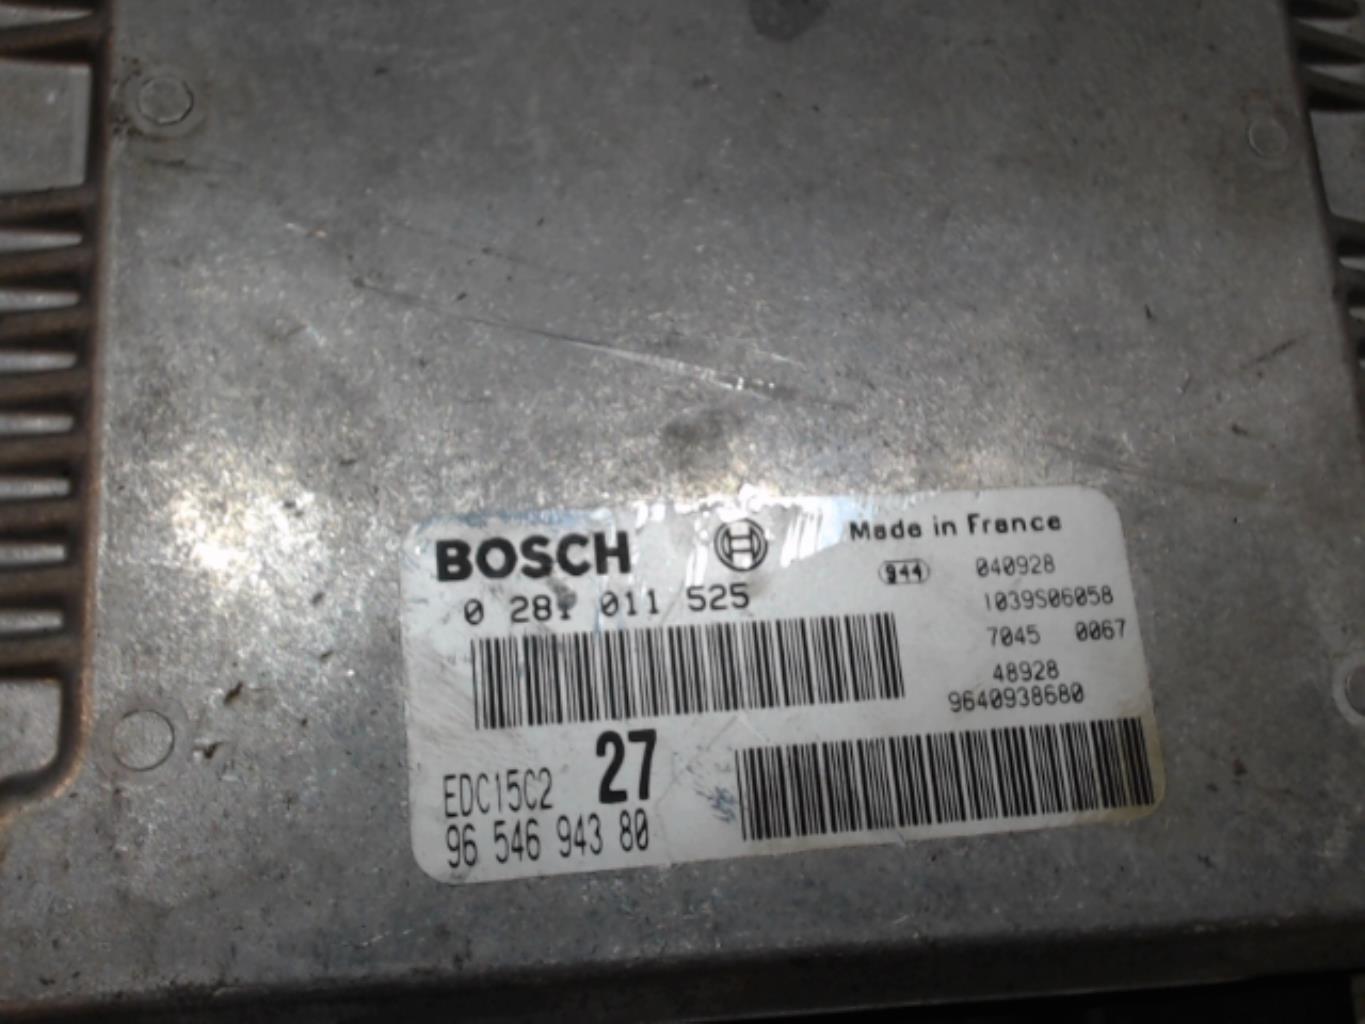 BOSCH
0 281 011 525
Made in France
944 040928
1039S06058
7045 0067
48928
9640938680
EDC15C2 27
96 546 943 80